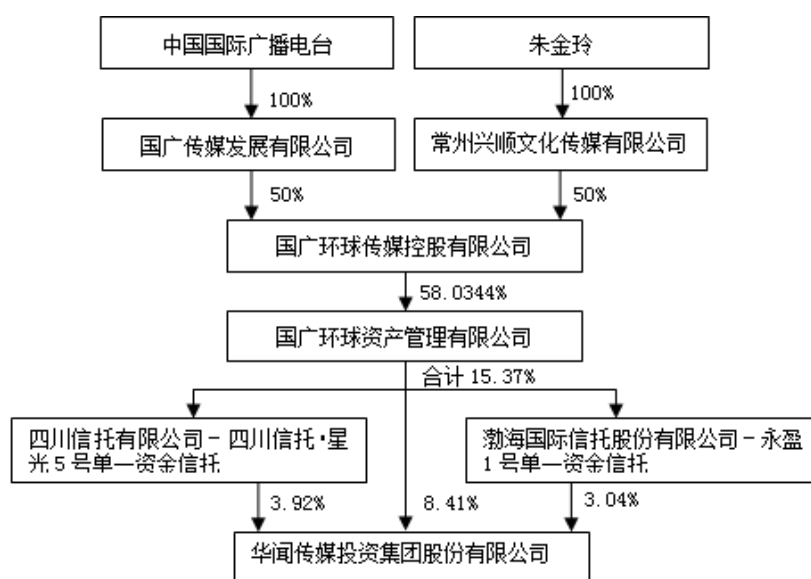 中国国际广播电台
朱金玲
100%
100%
国广传媒发展有限公司
常州兴顺文化传媒有限公司
50%
50%
国广环球传媒控股有限公司
58.0344%
国广环球资产管理有限公司
合计 15.37%
四川信托有限公司－四川信托·星
光 5 号单一资金信托
渤海国际信托股份有限公司－永盈
1 号单一资金信托
3.92%
8.41%
3.04%
华闻传媒投资集团股份有限公司